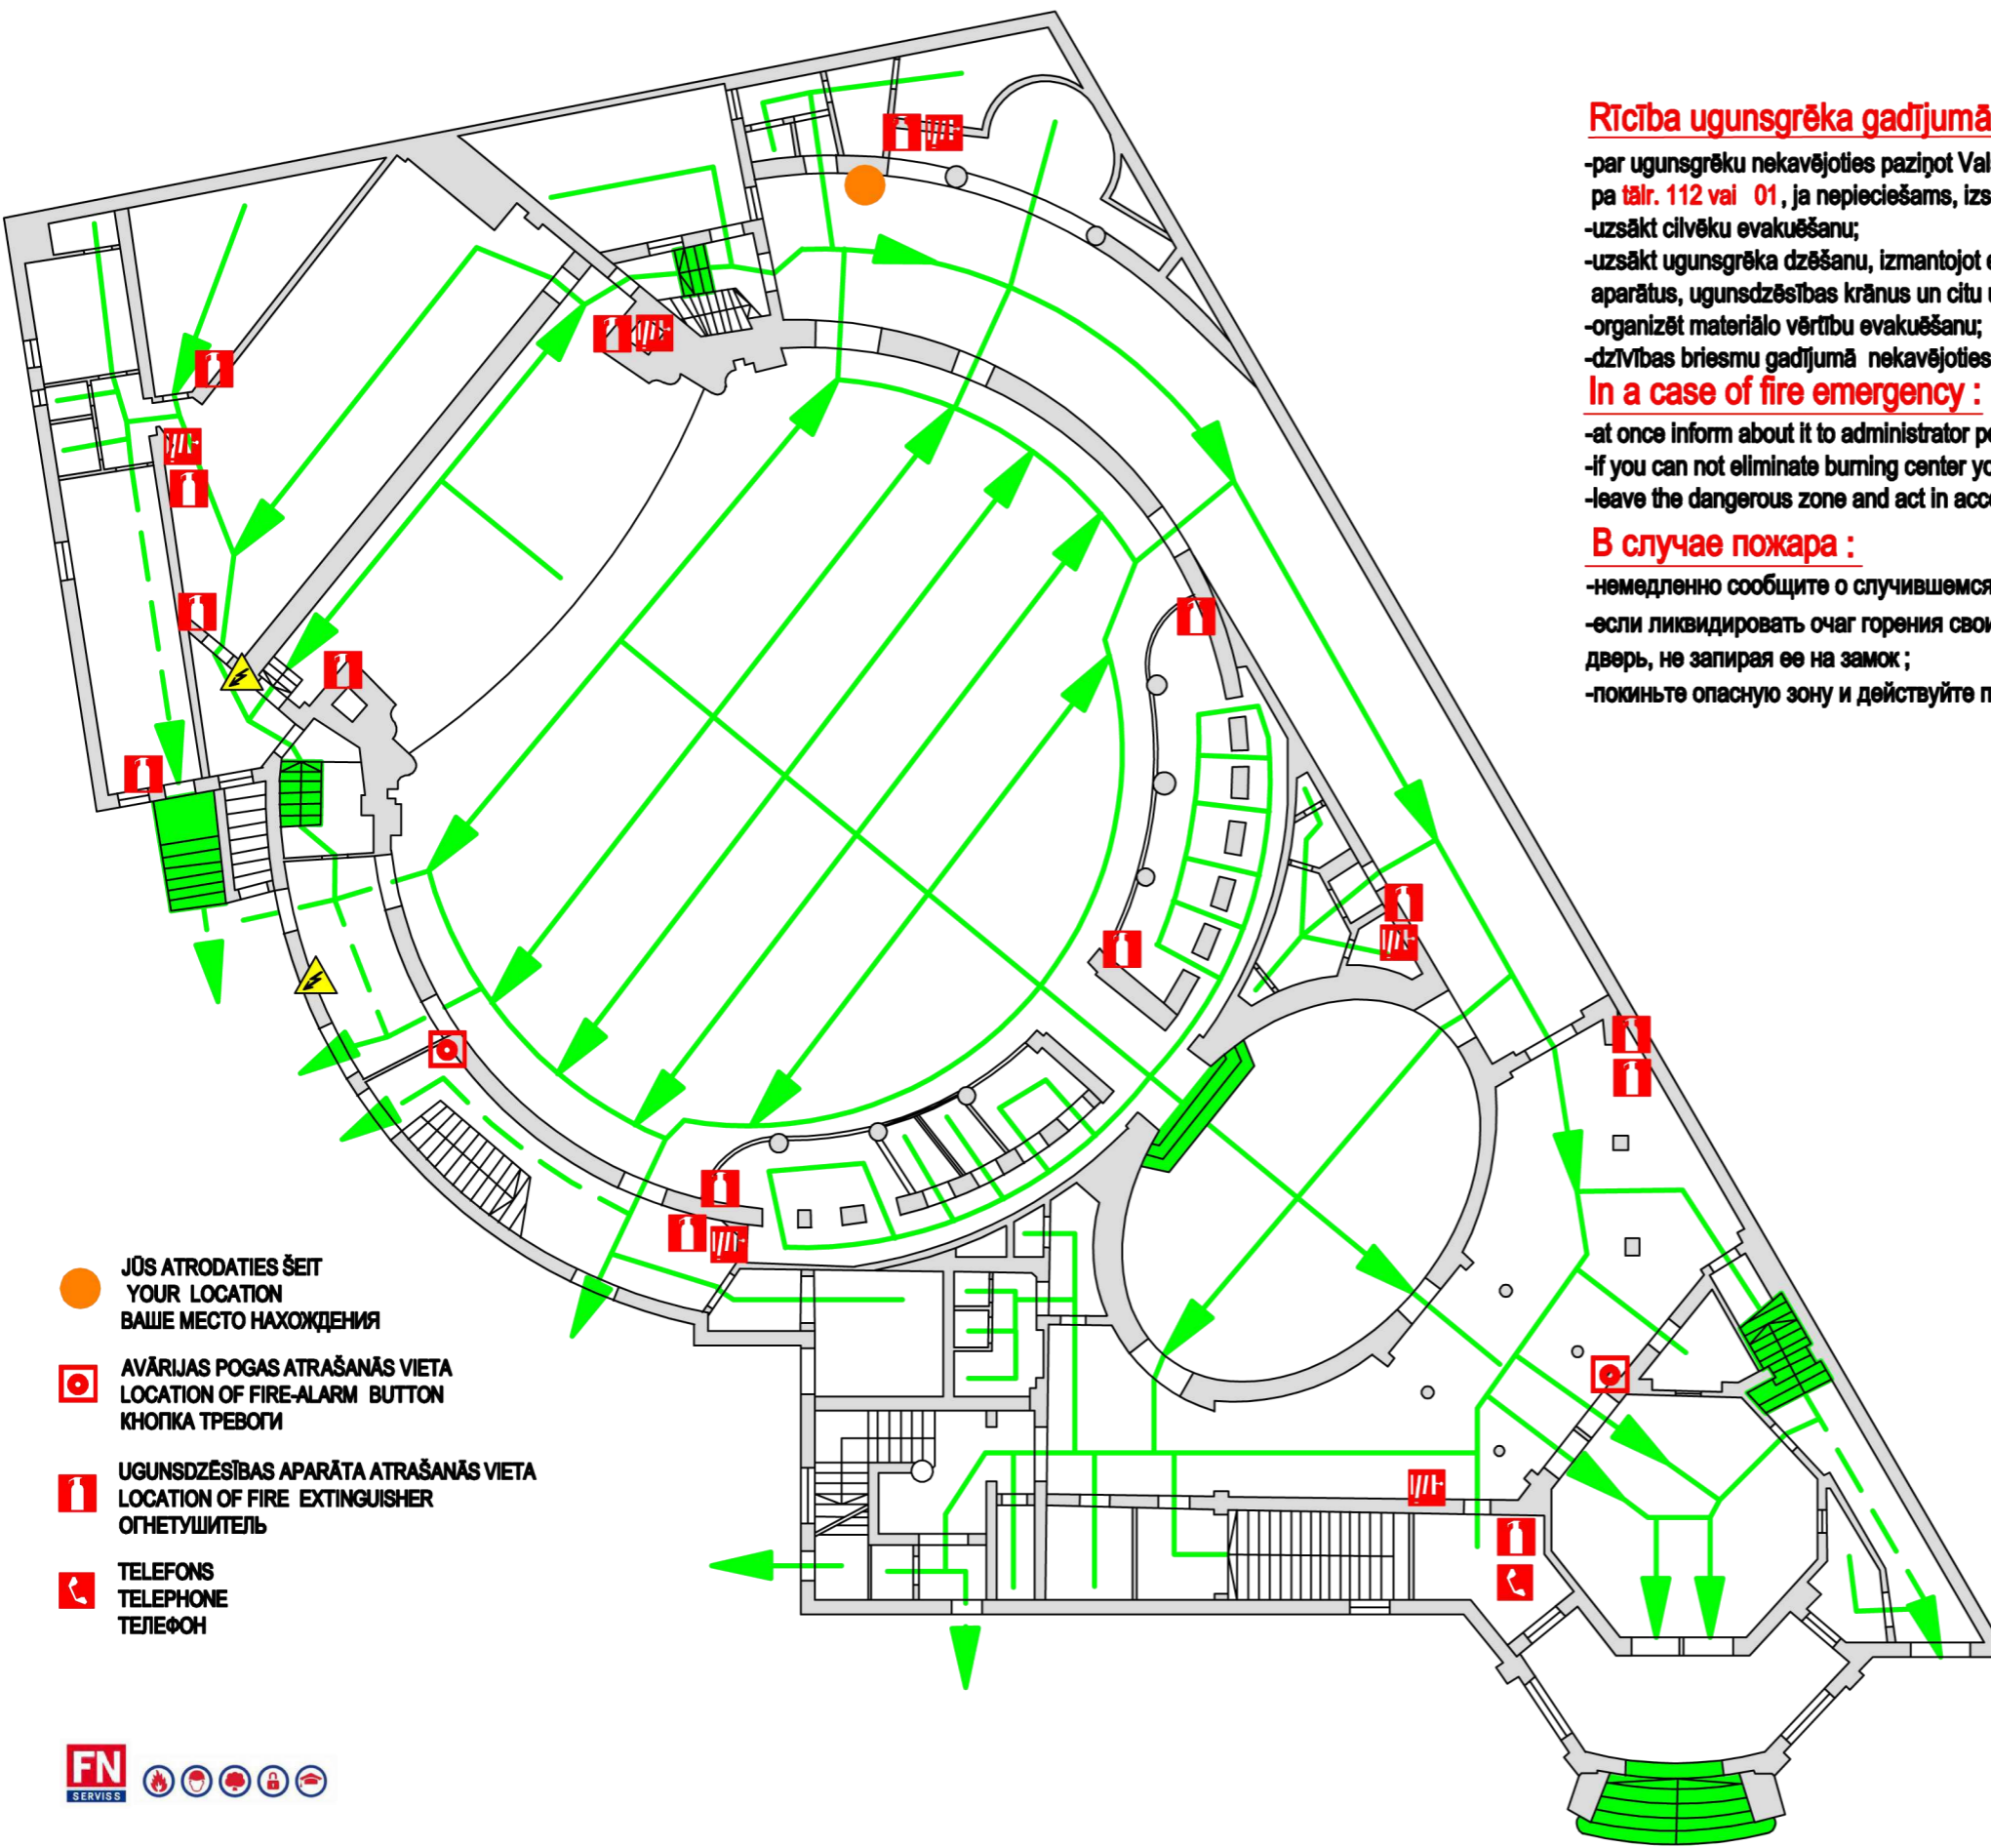 Rīcība ugunsgrēka gadījumā
-par ugunsgrēku nekavējoties paziņot
pa tālr. 112 vai 01, ja nepieciešams,
-uzsākt cilvēku evakuēšanu;
-uzsākt ugunsgrēka dzēšanu, izmantojot
aparātus, ugunsdzēsības krānus un citu
-organizēt materiālo vērtību evakuēšanu;
-dzīvības briesmu gadījumā nekavējoties
In a case of fire emergency :
-at once inform about it to administrator
-if you can not eliminate burning center
-leave the dangerous zone and act in
В случае пожара :
-немедленно сообщите о случившемся
-если ликвидировать очаг горения
дверь, не запирая ее на замок ;
-покиньте опасную зону и действуйте
JŪS ATRODATIES ŠEIT
YOUR LOCATION
ВАШЕ МЕСТО НАХОЖДЕНИЯ
AVĀRIJAS POGAS ATRAŠANĀS VIETA
LOCATION OF FIRE-ALARM BUTTON
КНОПКА ТРЕВОГИ
UGUNSDZĒSĪBAS APARĀTA ATRAŠANĀS VIETA
LOCATION OF FIRE EXTINGUISHER
ОГНЕТУШИТЕЛЬ
TELEFONS
TELEPHONE
ТЕЛЕФОН
FN
SERVISS